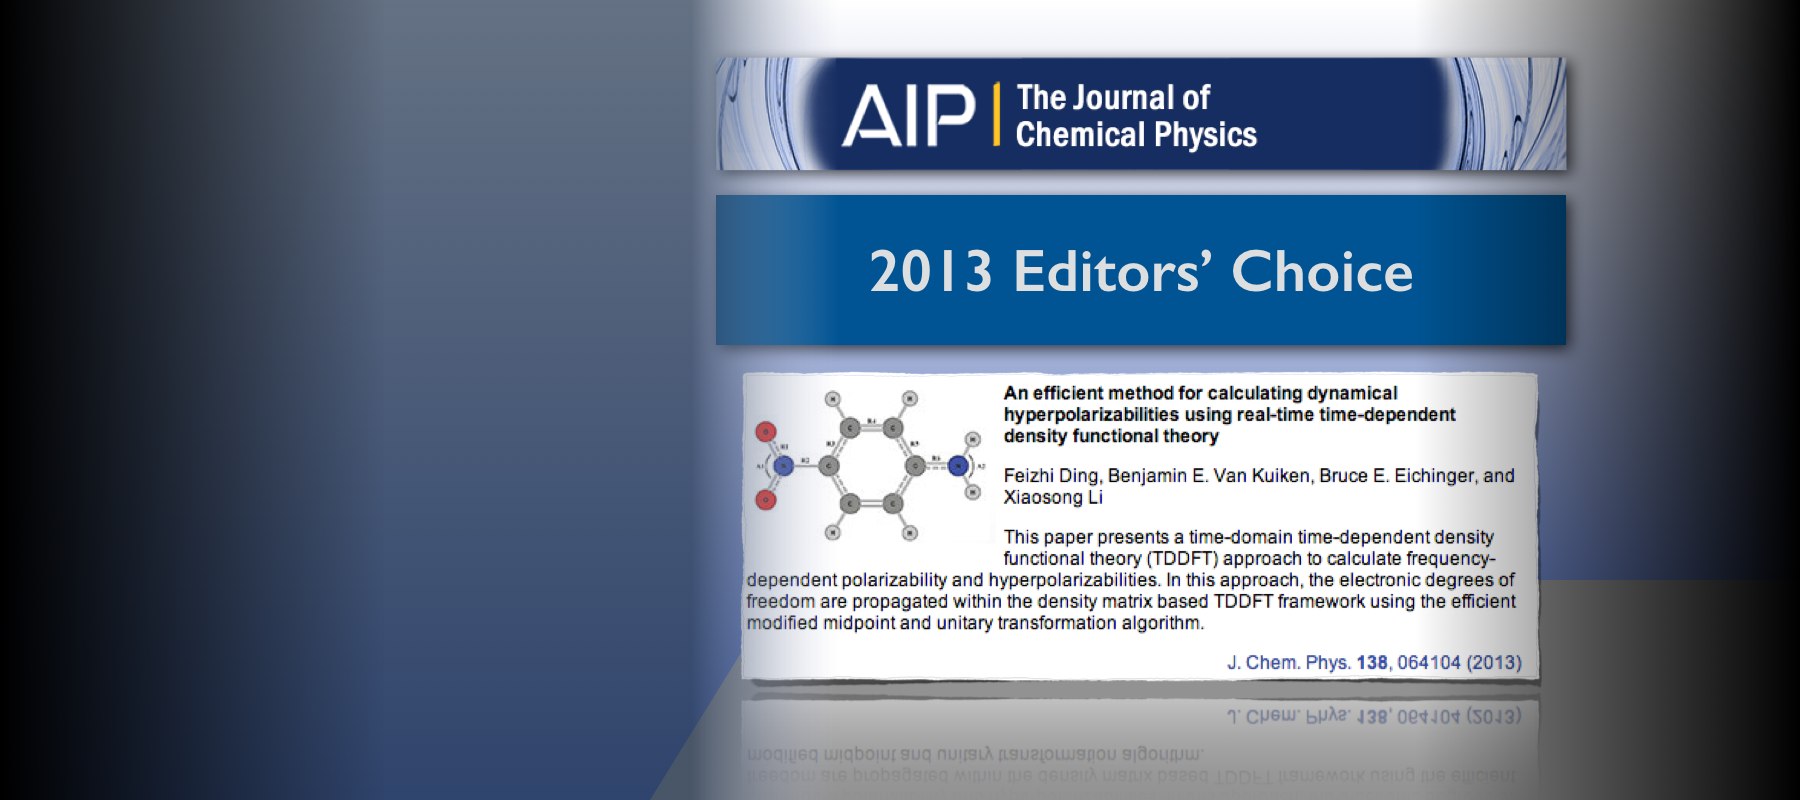 AIP
The Journal of
Chemical Physics
2013 Editors’ Choice
An efficient method for calculating dynamical
hyperpolarizabilities using real-time time-dependent
density functional theory
Feizhi Ding, Benjamin E. Van Kuiken, Bruce E. Eichinger, and
Xiaosong Li
This paper presents a time-domain time-dependent density
functional theory (TDDFT) approach to calculate frequency-
dependent polarizability and hyperpolarizabilities. In this approach, the electronic degrees of
freedom are propagated within the density matrix based TDDFT framework using the efficient
modified midpoint and unitary transformation algorithm.
J. Chem. Phys. 138, 064104 (2013)